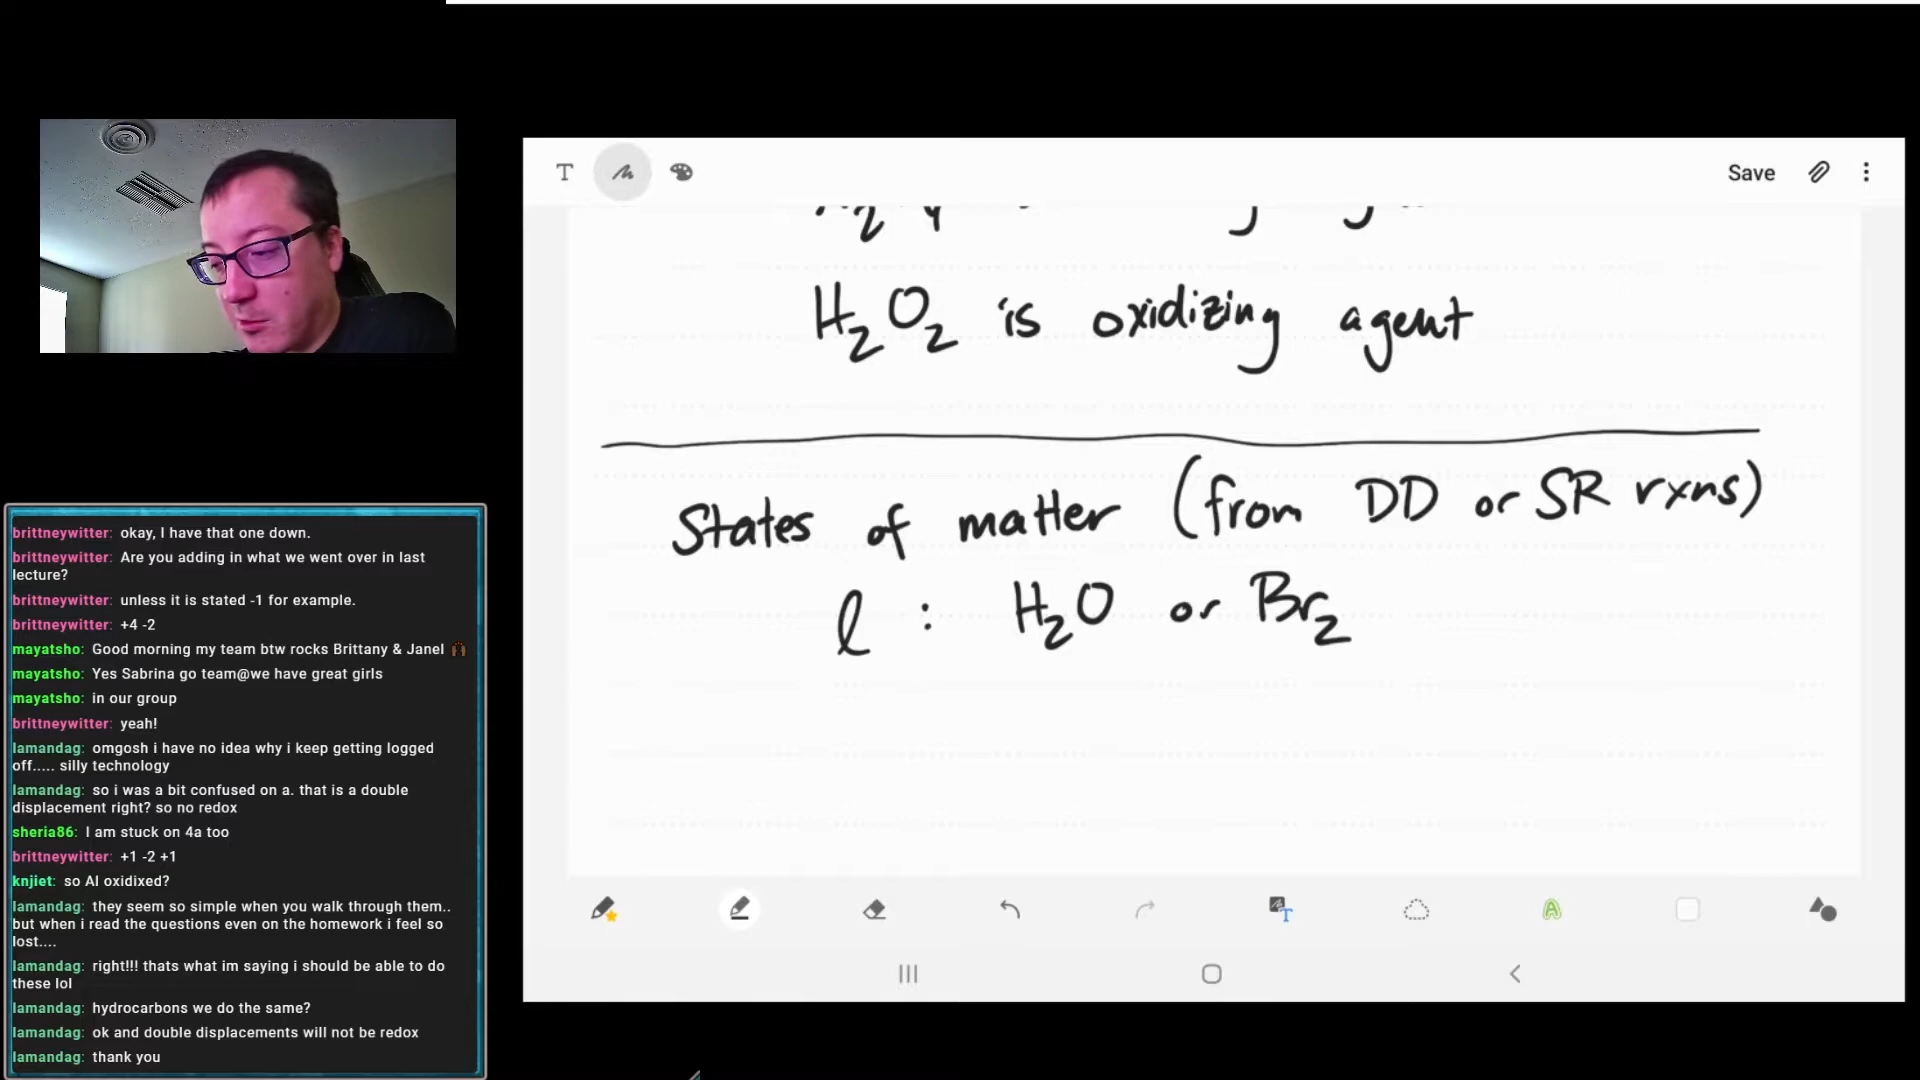 T
Save
H2O2 is oxidizing agent
States of matter (from DD or SR rxns)
l : H2O or Br2
T
A
brittneywitter: okay, I have that one down.
brittneywitter: Are you adding in what we went over in last
lecture?
brittneywitter: unless it is stated -1 for example.
brittneywitter: +4 -2
mayatsho: Good morning my team btw rocks Brittany & Janel
mayatsho: Yes Sabrina go team@we have great girls
mayatsho: in our group
brittneywitter: yeah!
lamandag: omgosh i have no idea why i keep getting logged
off..... silly technology
lamandag: so i was a bit confused on a. that is a double
displacement right? so no redox
sheria86: I am stuck on 4a too
brittneywitter: +1 -2 +1
knjiet: so Al oxidixed?
lamandag: they seem so simple when you walk through them..
but when i read the questions even on the homework i feel so
lost....
lamandag: right!!! thats what im saying i should be able to do
these lol
lamandag: hydrocarbons we do the same?
lamandag: ok and double displacements will not be redox
lamandag: thank you